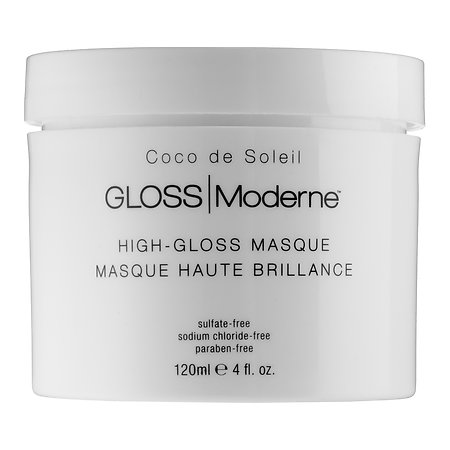 Coco de Soleil
GLOSS|Moderne™
HIGH-GLOSS MASQUE
MASQUE HAUTE BRILLANCE
sulfate-free
sodium chloride-free
paraben-free
120ml ℮ 4 fl. oz.